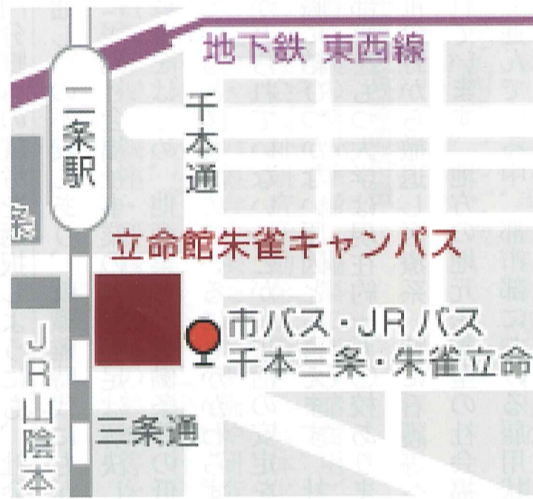 地下鉄 東西線
二条駅
千本通
条
立命館朱雀キャンパス
市バス・JRバス
千本三条・朱雀立命
JR山陰本
三条通